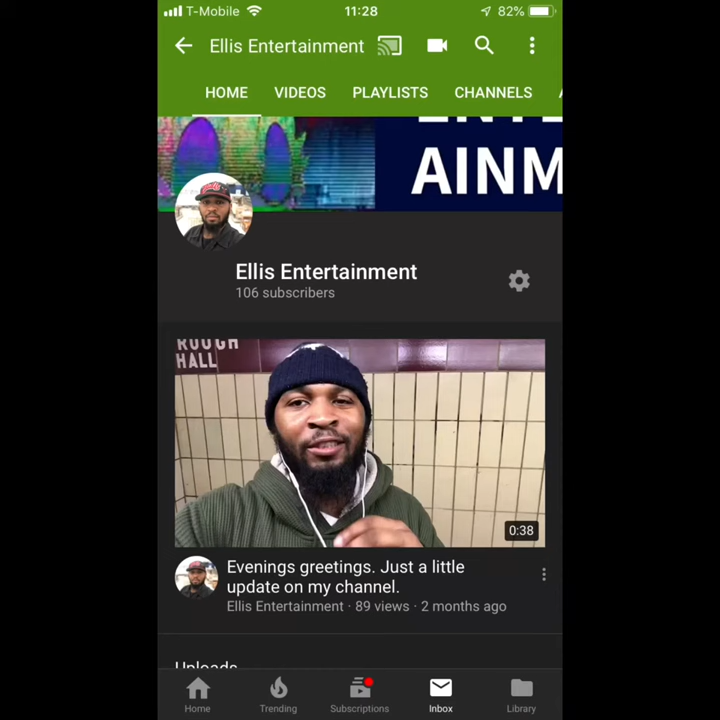 T-Mobile 11:28 82%
Ellis Entertainment
HOME VIDEOS PLAYLISTS CHANNELS
AINM
Ellis Entertainment
106 subscribers
ROUGH
HALL
0:38
Evenings greetings. Just a little
update on my channel.
Ellis Entertainment · 89 views · 2 months ago
Uploads
Home Trending Subscriptions Inbox Library